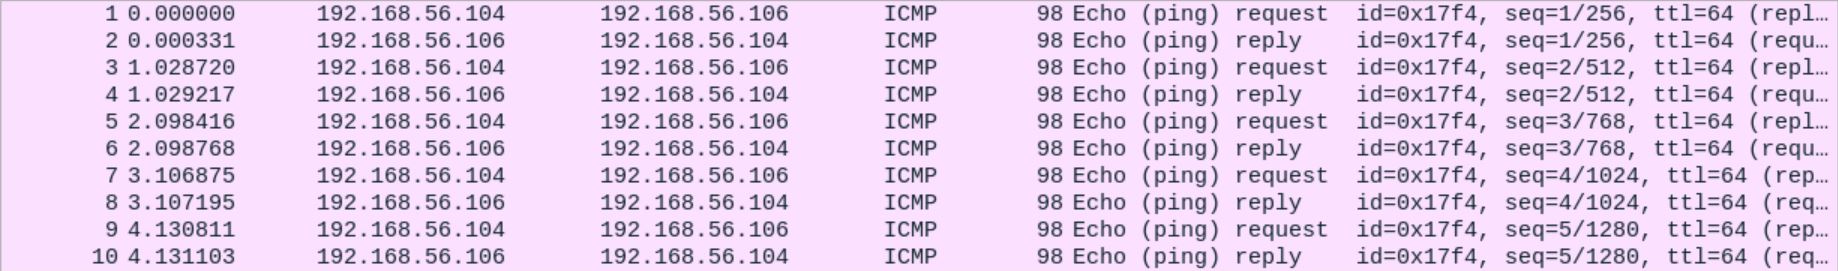 1 0.000000 192.168.56.104 192.168.56.106 ICMP 98 Echo (ping) request id=0x17f4, seq=1/256, ttl=64 (repl…
2 0.000331 192.168.56.106 192.168.56.104 ICMP 98 Echo (ping) reply id=0x17f4, seq=1/256, ttl=64 (requ…
3 1.028720 192.168.56.104 192.168.56.106 ICMP 98 Echo (ping) request id=0x17f4, seq=2/512, ttl=64 (repl…
4 1.029217 192.168.56.106 192.168.56.104 ICMP 98 Echo (ping) reply id=0x17f4, seq=2/512, ttl=64 (requ…
5 2.098416 192.168.56.104 192.168.56.106 ICMP 98 Echo (ping) request id=0x17f4, seq=3/768, ttl=64 (repl…
6 2.098768 192.168.56.106 192.168.56.104 ICMP 98 Echo (ping) reply id=0x17f4, seq=3/768, ttl=64 (requ…
7 3.106875 192.168.56.104 192.168.56.106 ICMP 98 Echo (ping) request id=0x17f4, seq=4/1024, ttl=64 (rep…
8 3.107195 192.168.56.106 192.168.56.104 ICMP 98 Echo (ping) reply id=0x17f4, seq=4/1024, ttl=64 (req…
9 4.130811 192.168.56.104 192.168.56.106 ICMP 98 Echo (ping) request id=0x17f4, seq=5/1280, ttl=64 (rep…
10 4.131103 192.168.56.106 192.168.56.104 ICMP 98 Echo (ping) reply id=0x17f4, seq=5/1280, ttl=64 (req…